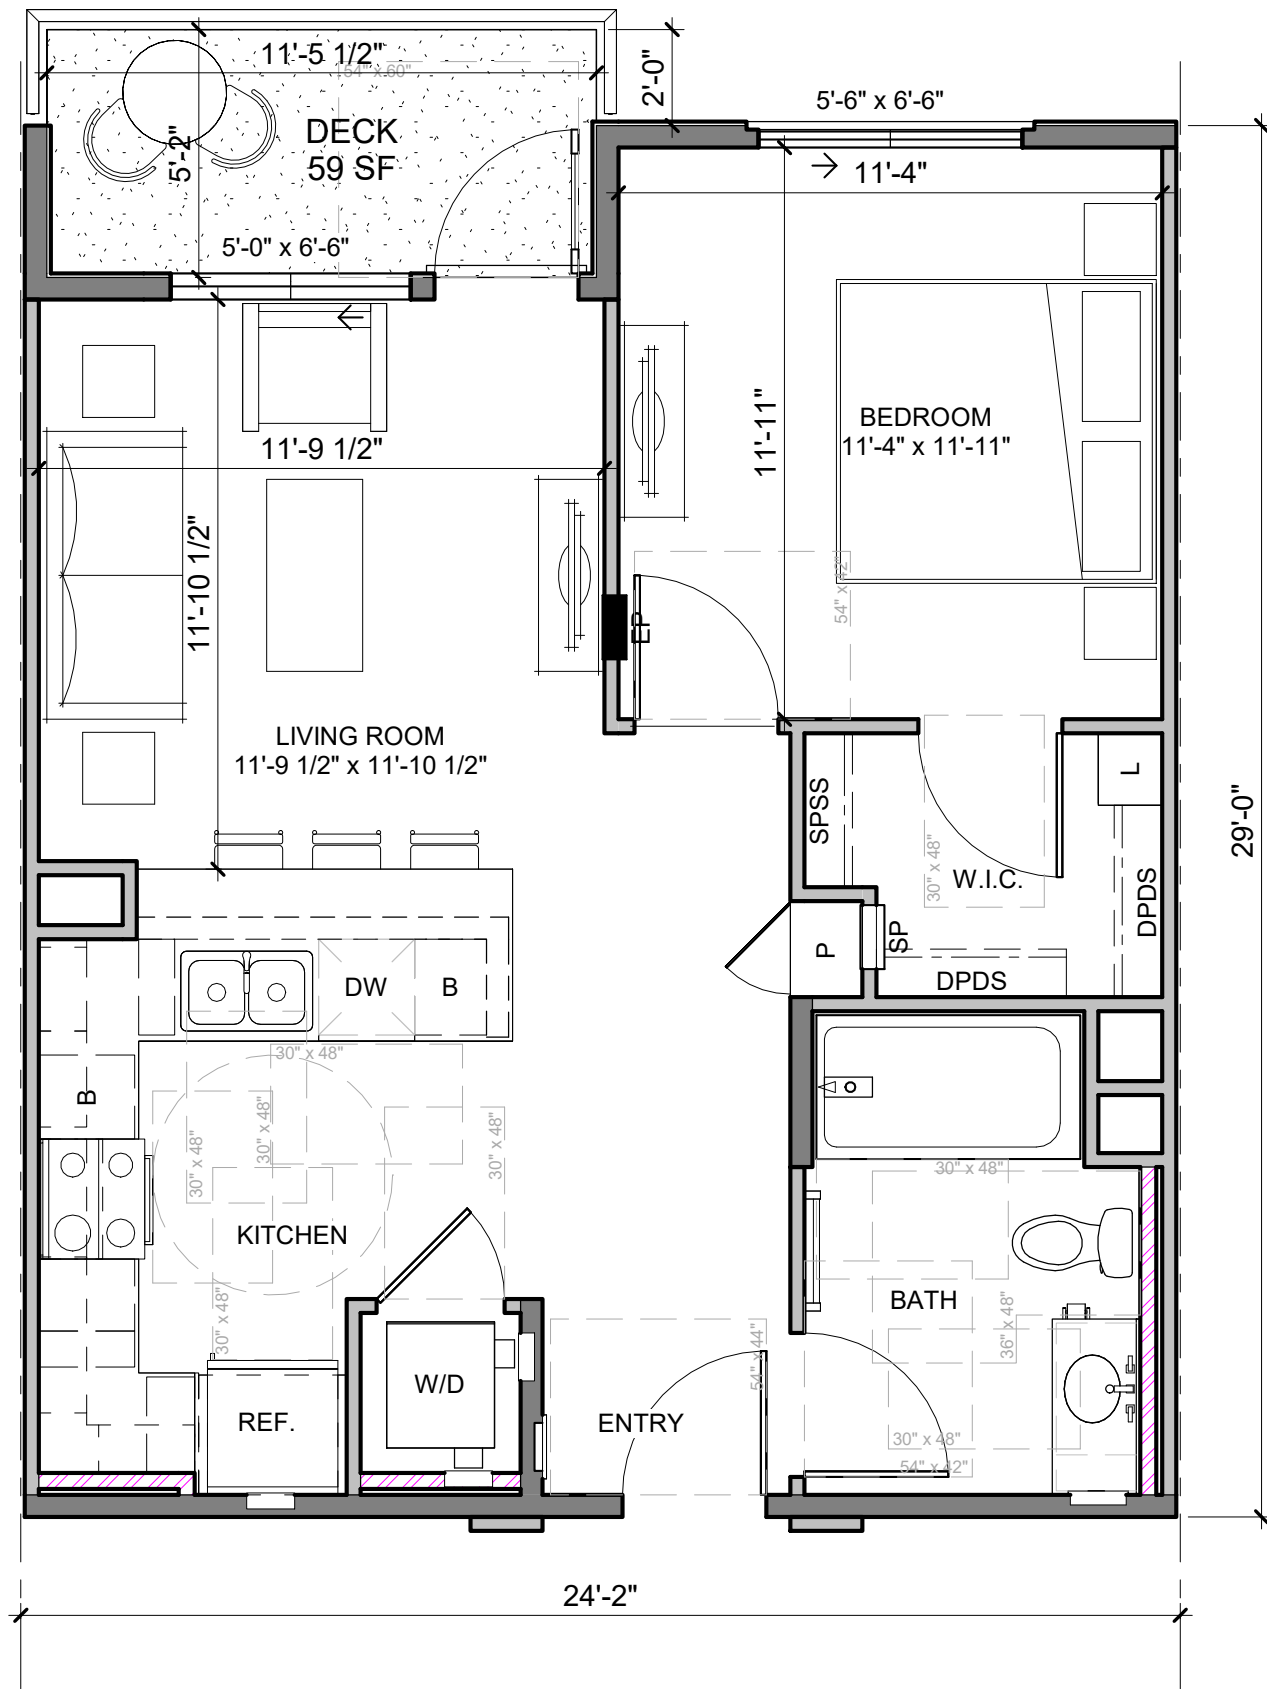 11'-5 1/2"
54" x 60"
2'-0"
5'-6" x 6'-6"
DECK
59 SF
5'-2"
11'-4"
5'-0" x 6'-6"
11'-9 1/2"
11'-11"
BEDROOM
11'-4" x 11'-11"
11'-10 1/2"
54" x 42"
EP
LIVING ROOM
11'-9 1/2" x 11'-10 1/2"
SPSS
L
29'-0"
30" x 48"
W.I.C.
DPDS
P
SP
DPDS
DW
B
30" x 48"
B
30" x 48"
30" x 48"
30" x 48"
30" x 48"
KITCHEN
30" x 48"
BATH
36" x 48"
54" x 44"
W/D
REF.
ENTRY
30" x 48"
54" x 42"
24'-2"